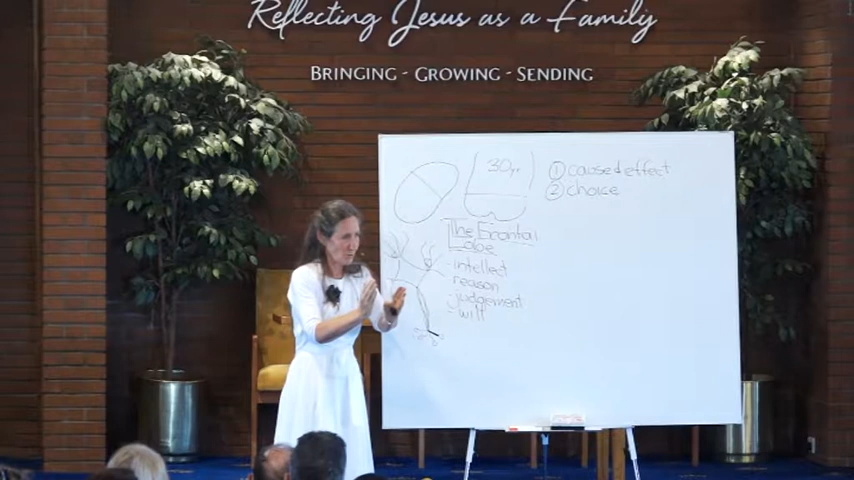 Reflecting Jesus as a Family
BRINGING - GROWING - SENDING
30yr
① cause & effect
② choice
The Frontal
Lobe
- intellect
reason
- judgement
- will